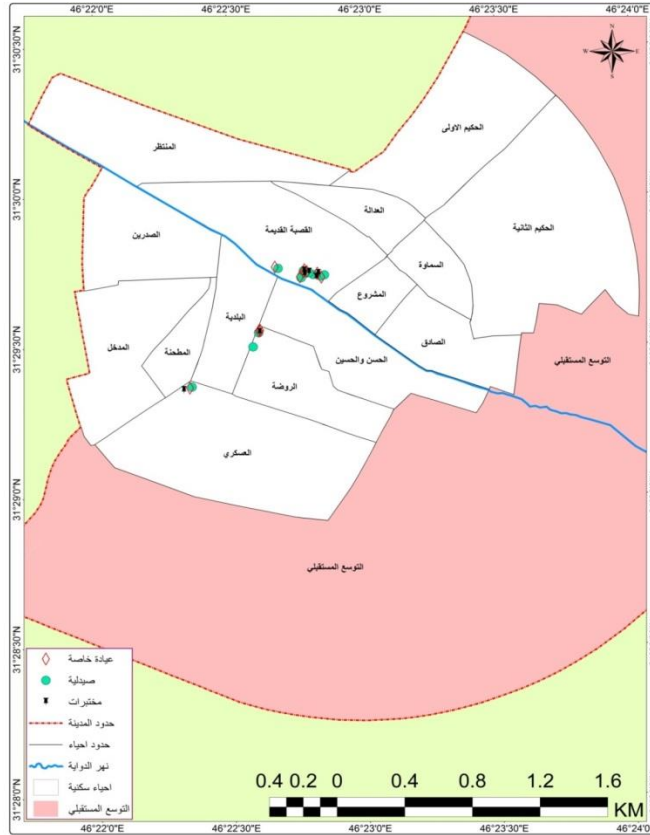 46°22'0"E 46°22'30"E 46°23'0"E 46°23'30"E 46°24'0"E
N
W E
S
31°30'30"N
الحكيم الاولى
المنتظر
31°30'0"N
العدالة
الحكيم الثانية
القصبة القديمة
الصدرين
السماوة
المشروع
البلدية
31°29'30"N
الصادق
المدخل
المطحنة
الحسن والحسين
التوسع المستقبلي
الروضة
العسكري
31°29'0"N
التوسع المستقبلي
31°28'30"N
عيادة خاصة
صيدلية
مختبرات
حدود المدينة
حدود احياء
نهر الدواية
احياء سكنية
التوسع المستقبلي
31°28'0"N
0.4 0.2 0 0.4 0.8 1.2 1.6
KM
46°22'0"E 46°22'30"E 46°23'0"E 46°23'30"E 46°24'0"